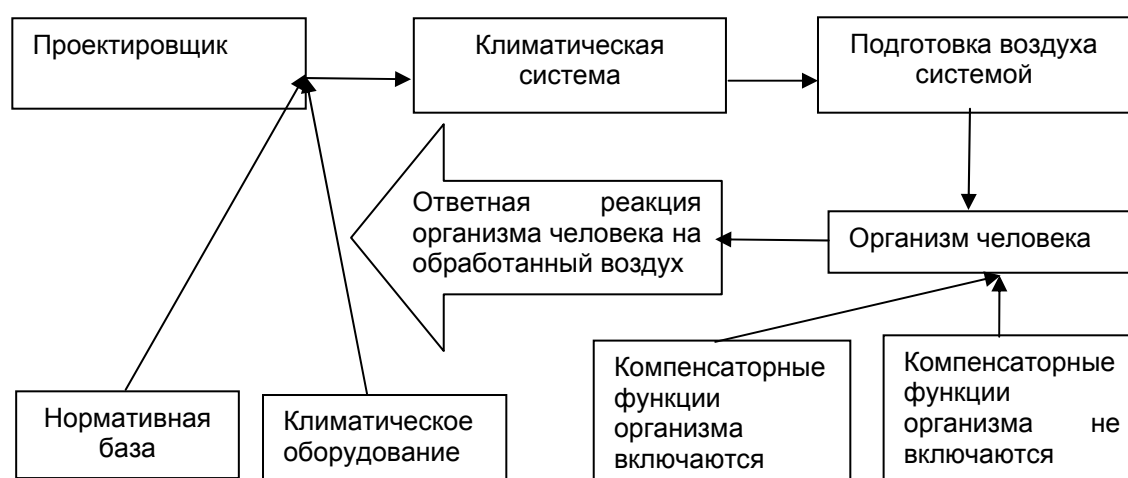 Проектировщик
Климатическая
система
Подготовка воздуха
системой
Ответная реакция
организма человека на
обработанный воздух
Организм человека
Нормативная
база
Климатическое
оборудование
Компенсаторные
функции
организма
включаются
Компенсаторные
функции
организма не
включаются